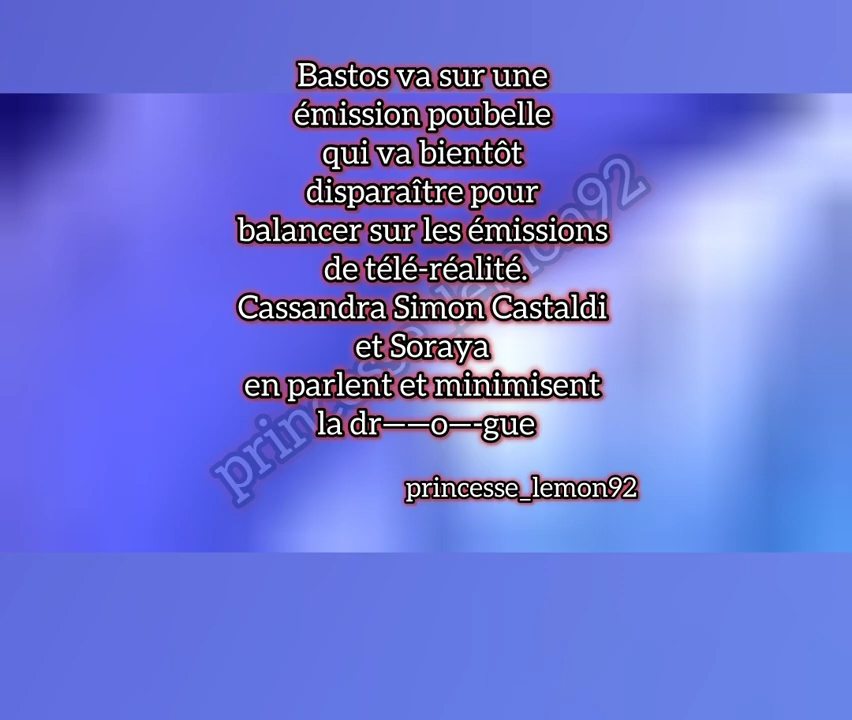 Bastos va sur une
émission poubelle
qui va bientôt
disparaître pour
balancer sur les émissions
de télé-réalité.
Cassandra Simon Castaldi
et Soraya
en parlent et minimisent
la dr——o—-gue
princesse_lemon92
princesse_lemon92